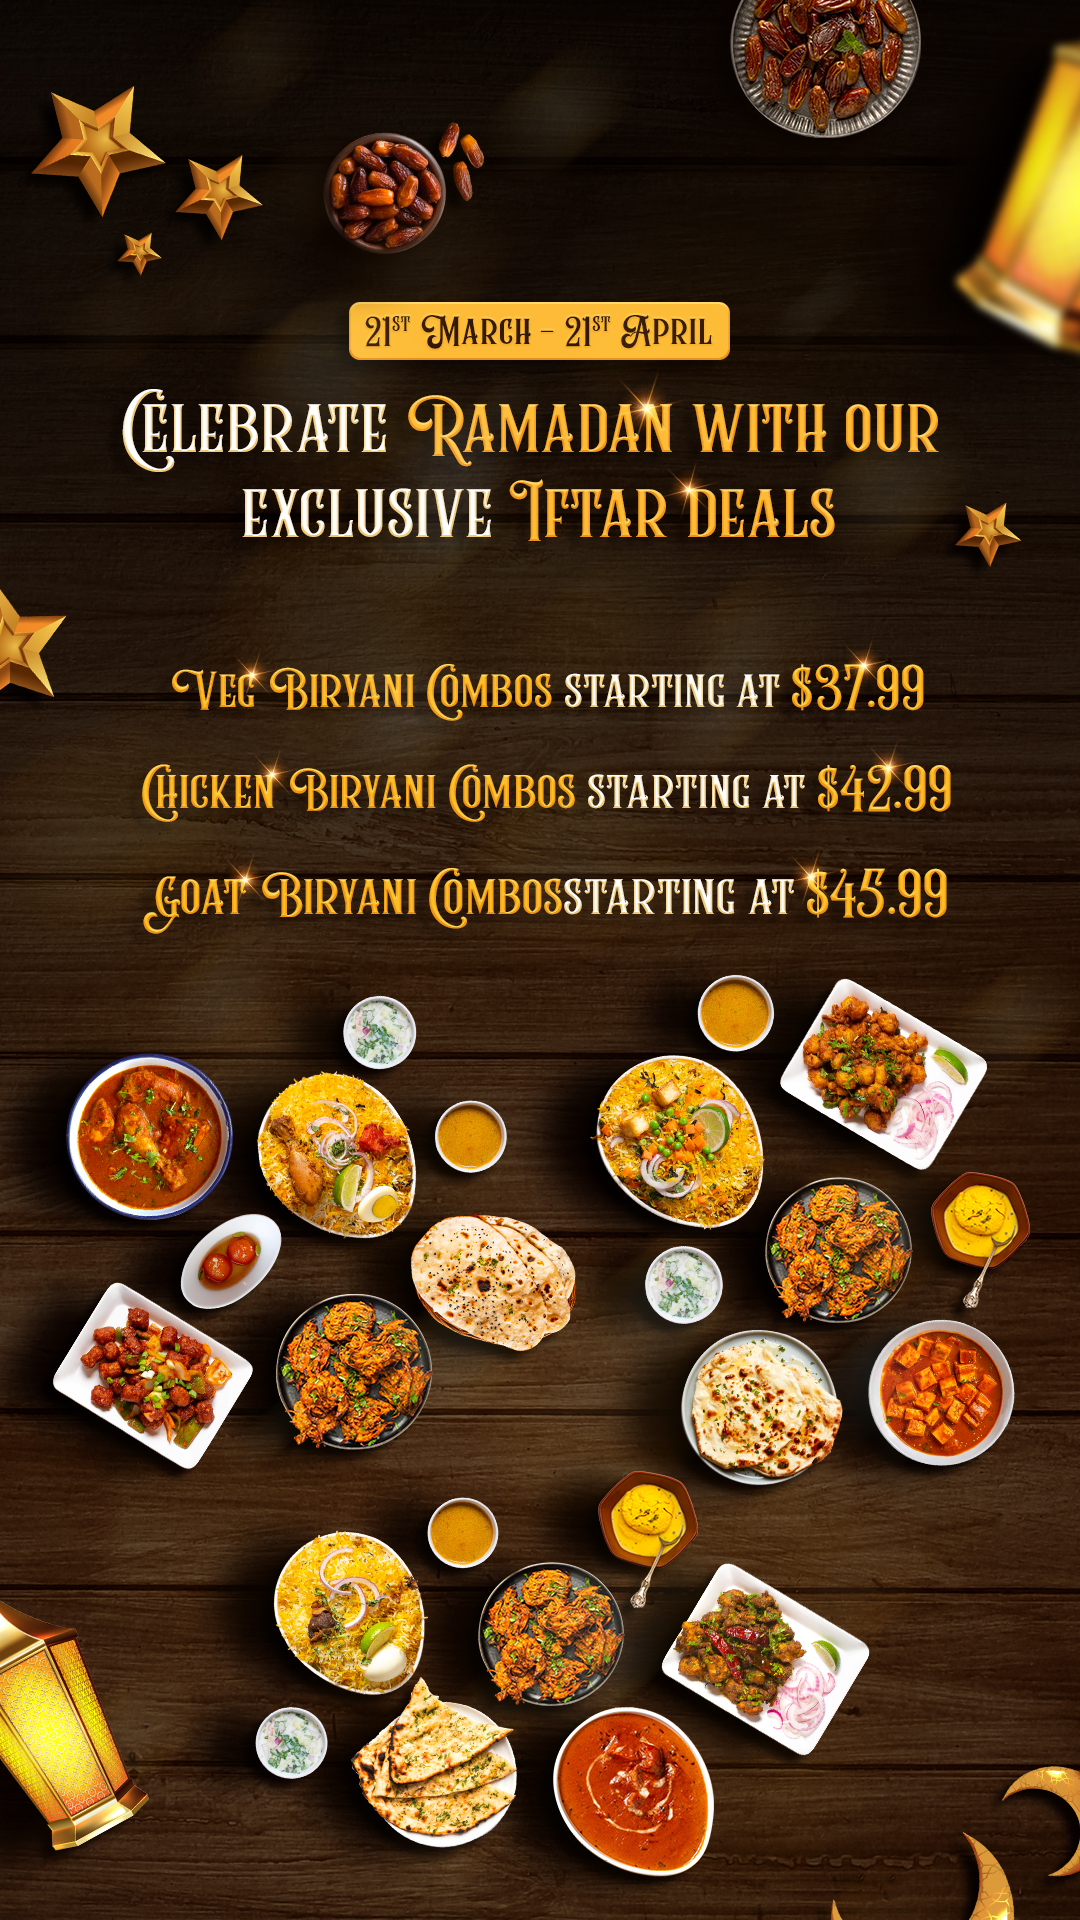 21st March - 21st April
Celebrate Ramadan with our
exclusive Iftar deals
Veg Biryani Combos starting at $37.99
Chicken Biryani Combos starting at $42.99
Goat Biryani Combosstarting at $45.99